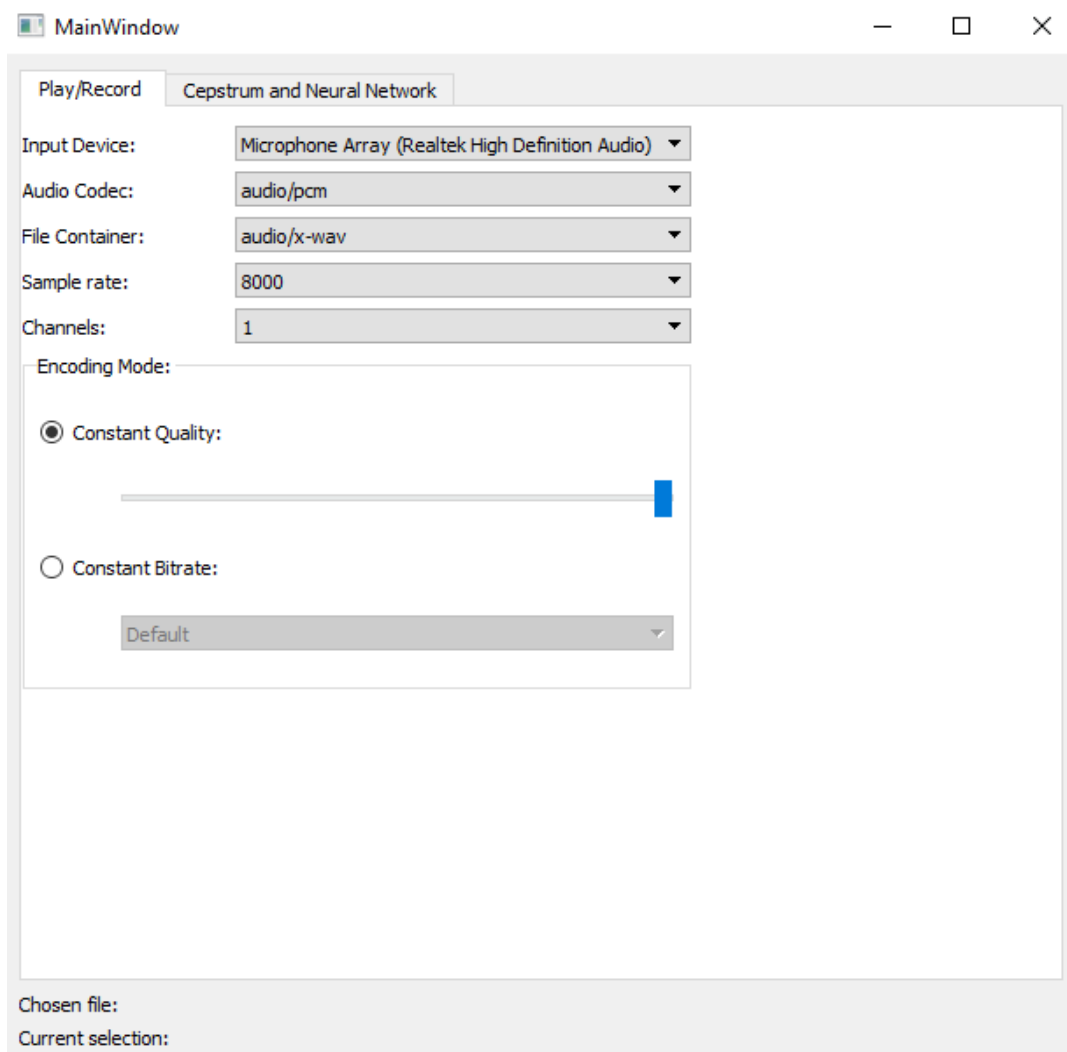 MainWindow
Play/Record Cepstrum and Neural Network
Input Device: Microphone Array (Realtek High Definition Audio)
Audio Codec: audio/pcm
File Container: audio/x-wav
Sample rate: 8000
Channels: 1
Encoding Mode:
Constant Quality:
Constant Bitrate:
Default
Chosen file:
Current selection: